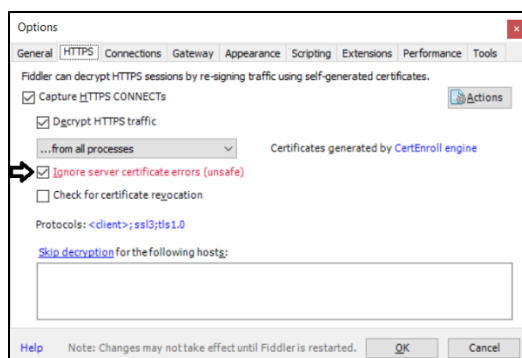 Options
General HTTPS Connections Gateway Appearance Scripting Extensions Performance Tools
Fiddler can decrypt HTTPS sessions by re-signing traffic using self-generated certificates.
Capture HTTPS CONNECTs
Actions
Decrypt HTTPS traffic
...from all processes
Certificates generated by CertEnroll engine
Ignore server certificate errors (unsafe)
Check for certificate revocation
Protocols: <client>;ssl3;tls1.0
Skip decryption for the following hosts:
Help Note: Changes may not take effect until Fiddler is restarted. OK Cancel